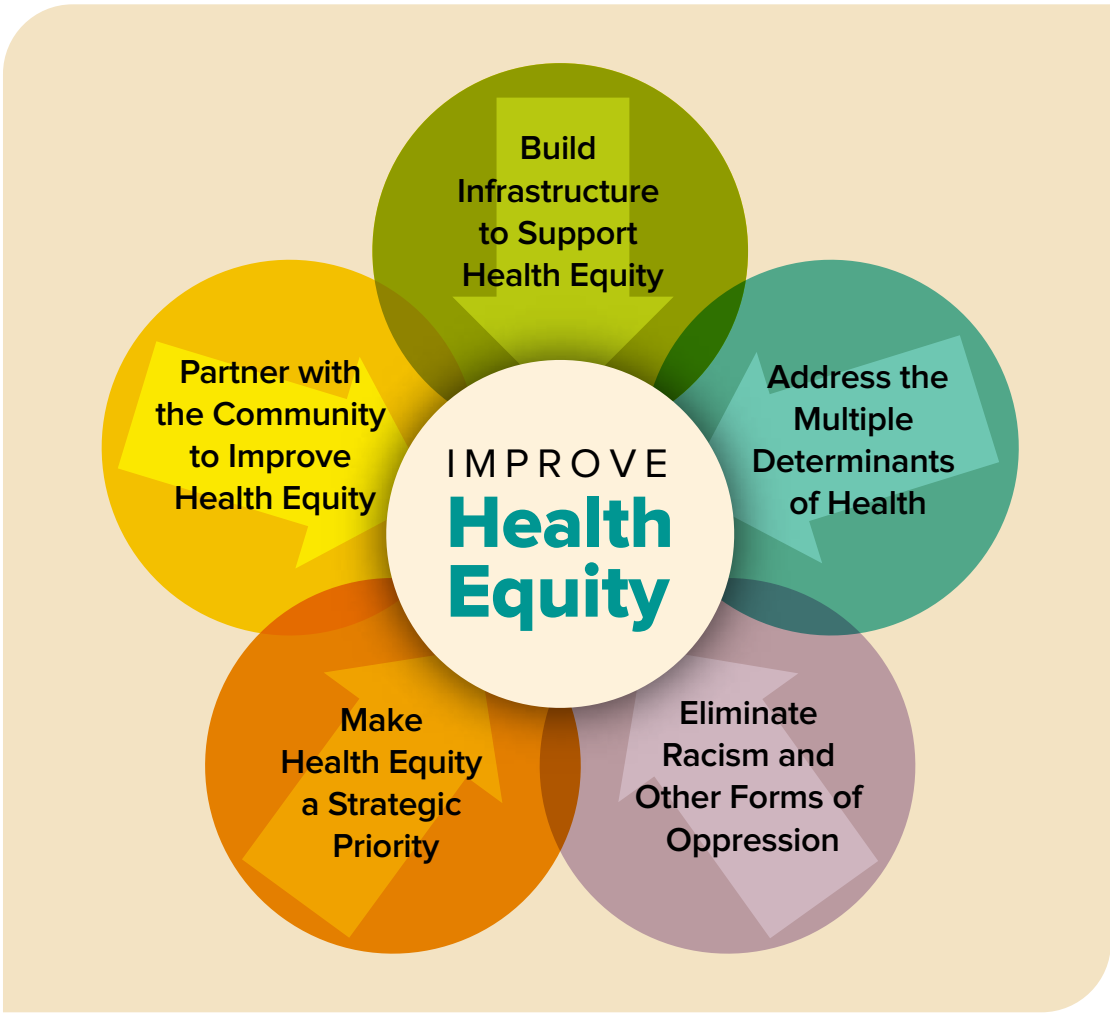 Build
Infrastructure
to Support
Health Equity
Partner with
the Community
to Improve
Health Equity
Address the
Multiple
Determinants
of Health
IMPROVE
Health
Equity
Make
Health Equity
a Strategic
Priority
Eliminate
Racism and
Other Forms of
Oppression